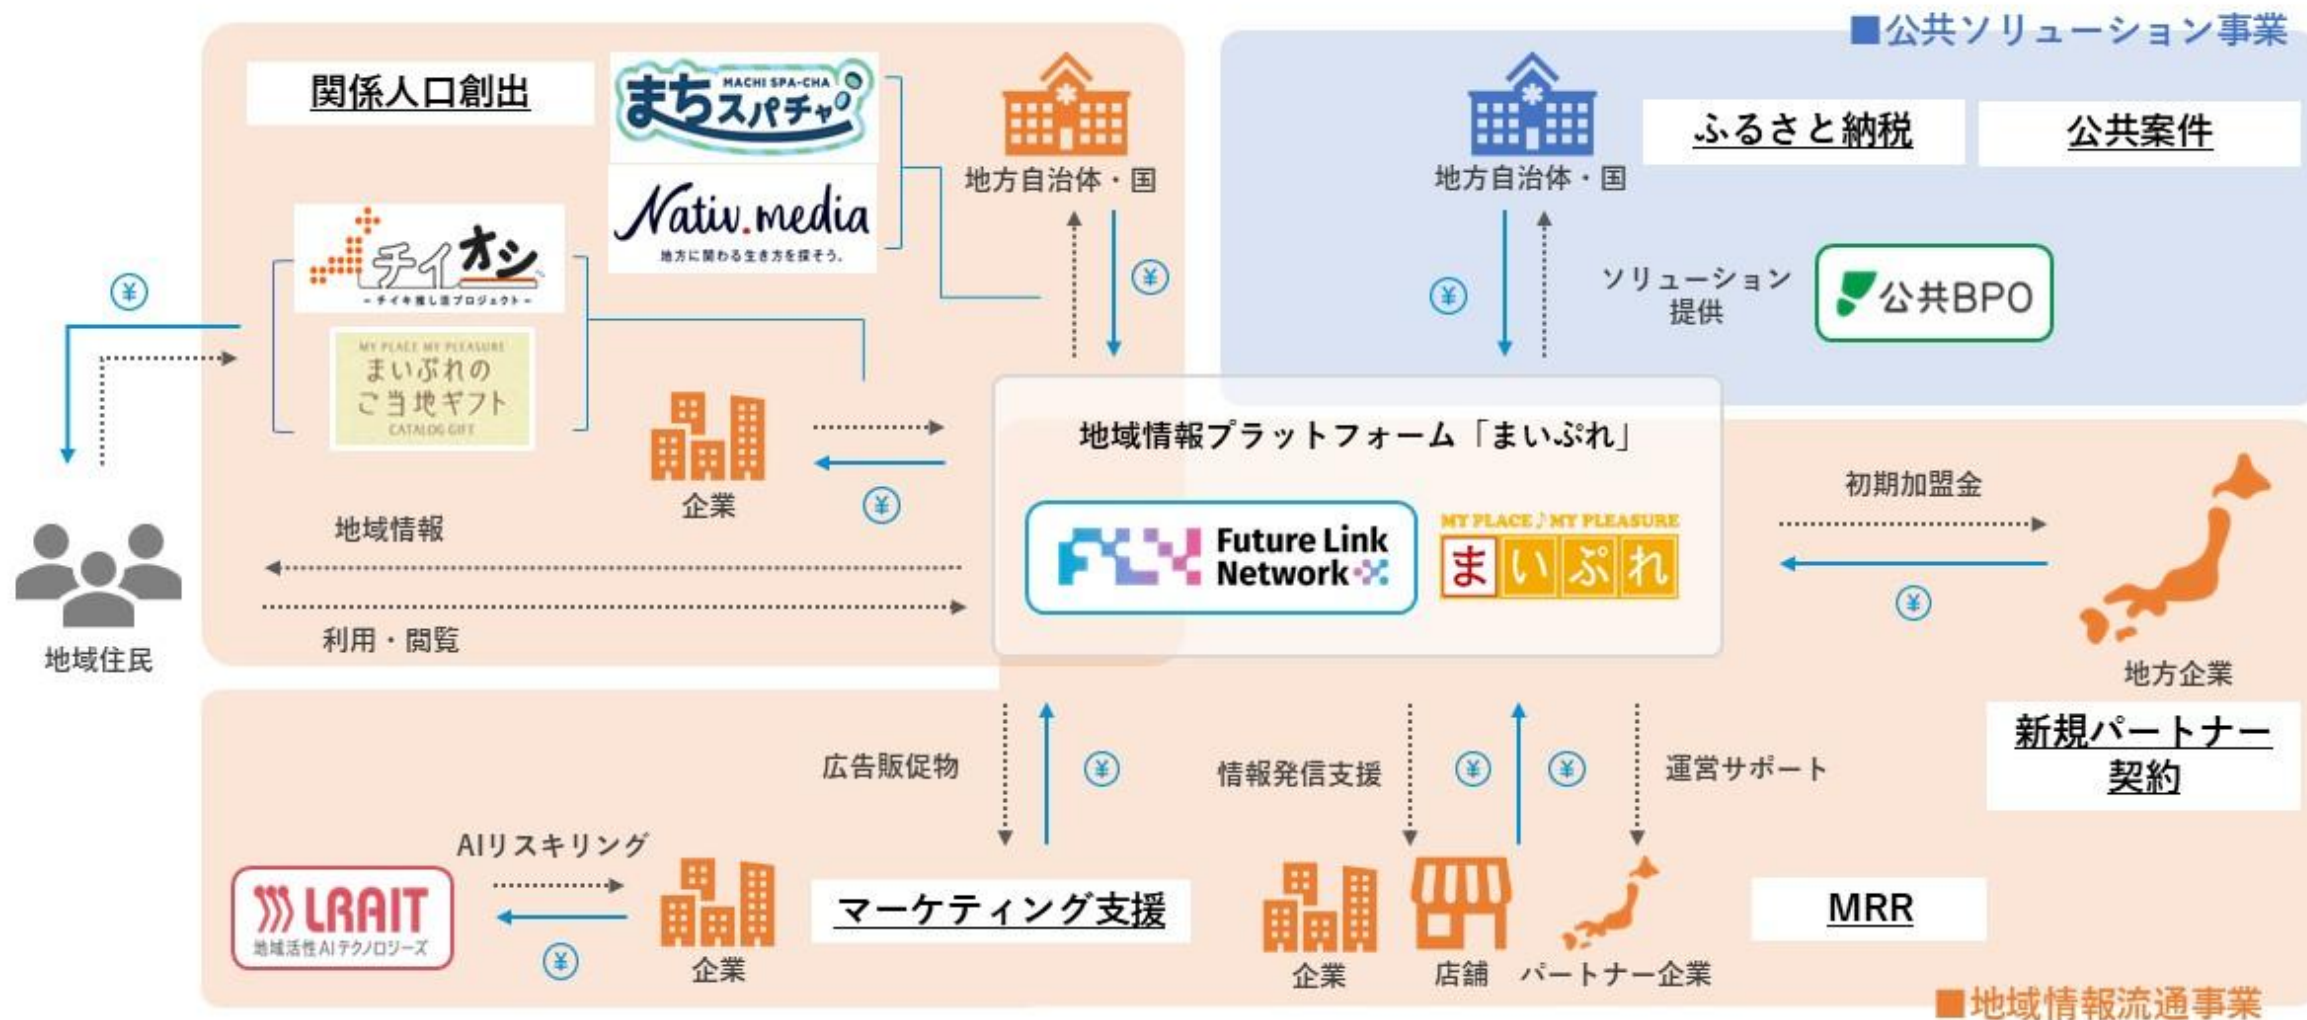 ■公共ソリューション事業
関係人口創出
MACHI SPA-CHA
まちスパチャ
Nativ.media
地方に関わる生き方を探そう。
地方自治体・国
¥
地方自治体・国
¥
ふるさと納税
公共案件
ソリューション
提供
公共BPO
チイオシ
- チイキ推し活プロジェクト -
MY PLACE MY PLEASURE
まいぷれの
ご当地ギフト
CATALOG GIFT
¥
企業
¥
地域情報
利用・閲覧
地域住民
地域情報プラットフォーム「まいぷれ」
Future Link
Network
MY PLACE♪MY PLEASURE
まいぷれ
初期加盟金
¥
地方企業
新規パートナー
契約
広告販促物
¥
情報発信支援
¥
¥
運営サポート
AIリスキリング
LRAIT
地域活性AIテクノロジーズ
¥
企業
マーケティング支援
企業
店舗
パートナー企業
MRR
■地域情報流通事業